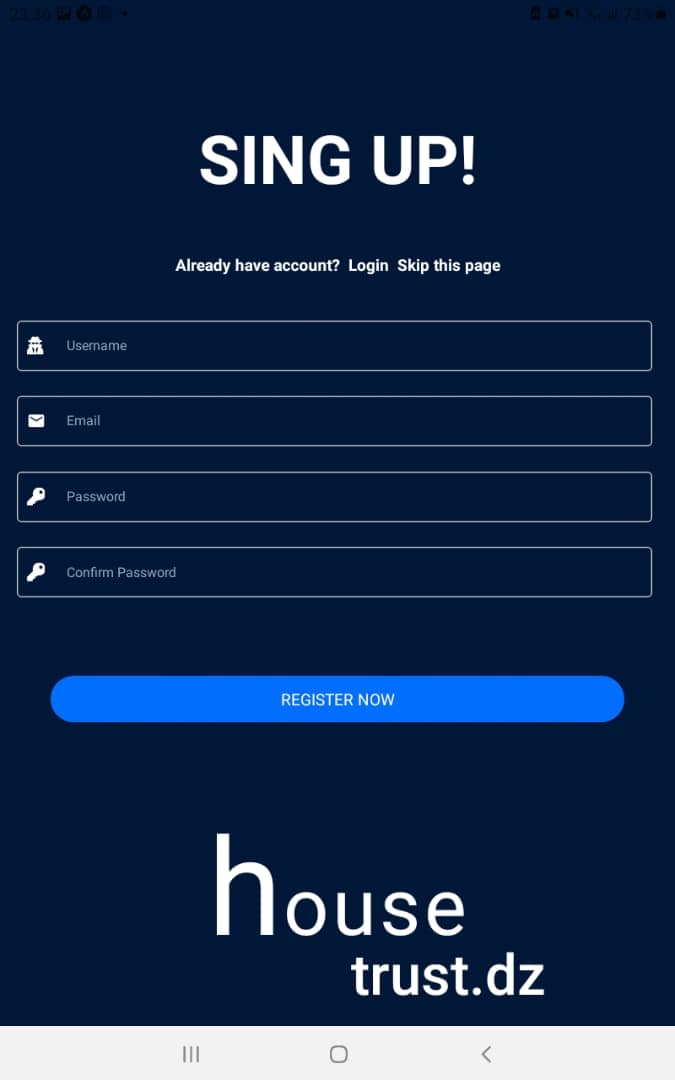 SING UP!
Already have account? Login Skip this page
Username
Email
Password
Confirm Password
REGISTER NOW
house
trust.dz